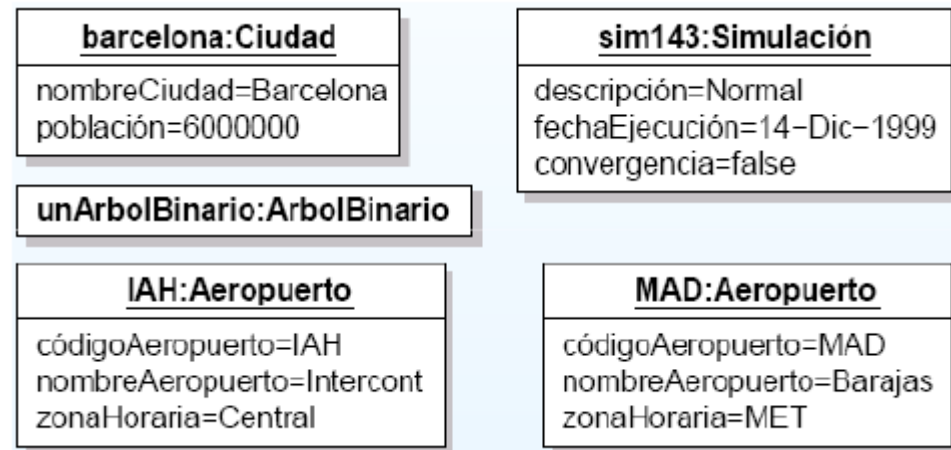 barcelona:Ciudad
nombreCiudad=Barcelona
población=6000000
sim143:Simulación
descripción=Normal
fechaEjecución=14-Dic-1999
convergencia=false
unArbolBinario:ArbolBinario
IAH:Aeropuerto
códigoAeropuerto=IAH
nombreAeropuerto=Intercont
zonaHoraria=Central
MAD:Aeropuerto
códigoAeropuerto=MAD
nombreAeropuerto=Barajas
zonaHoraria=MET